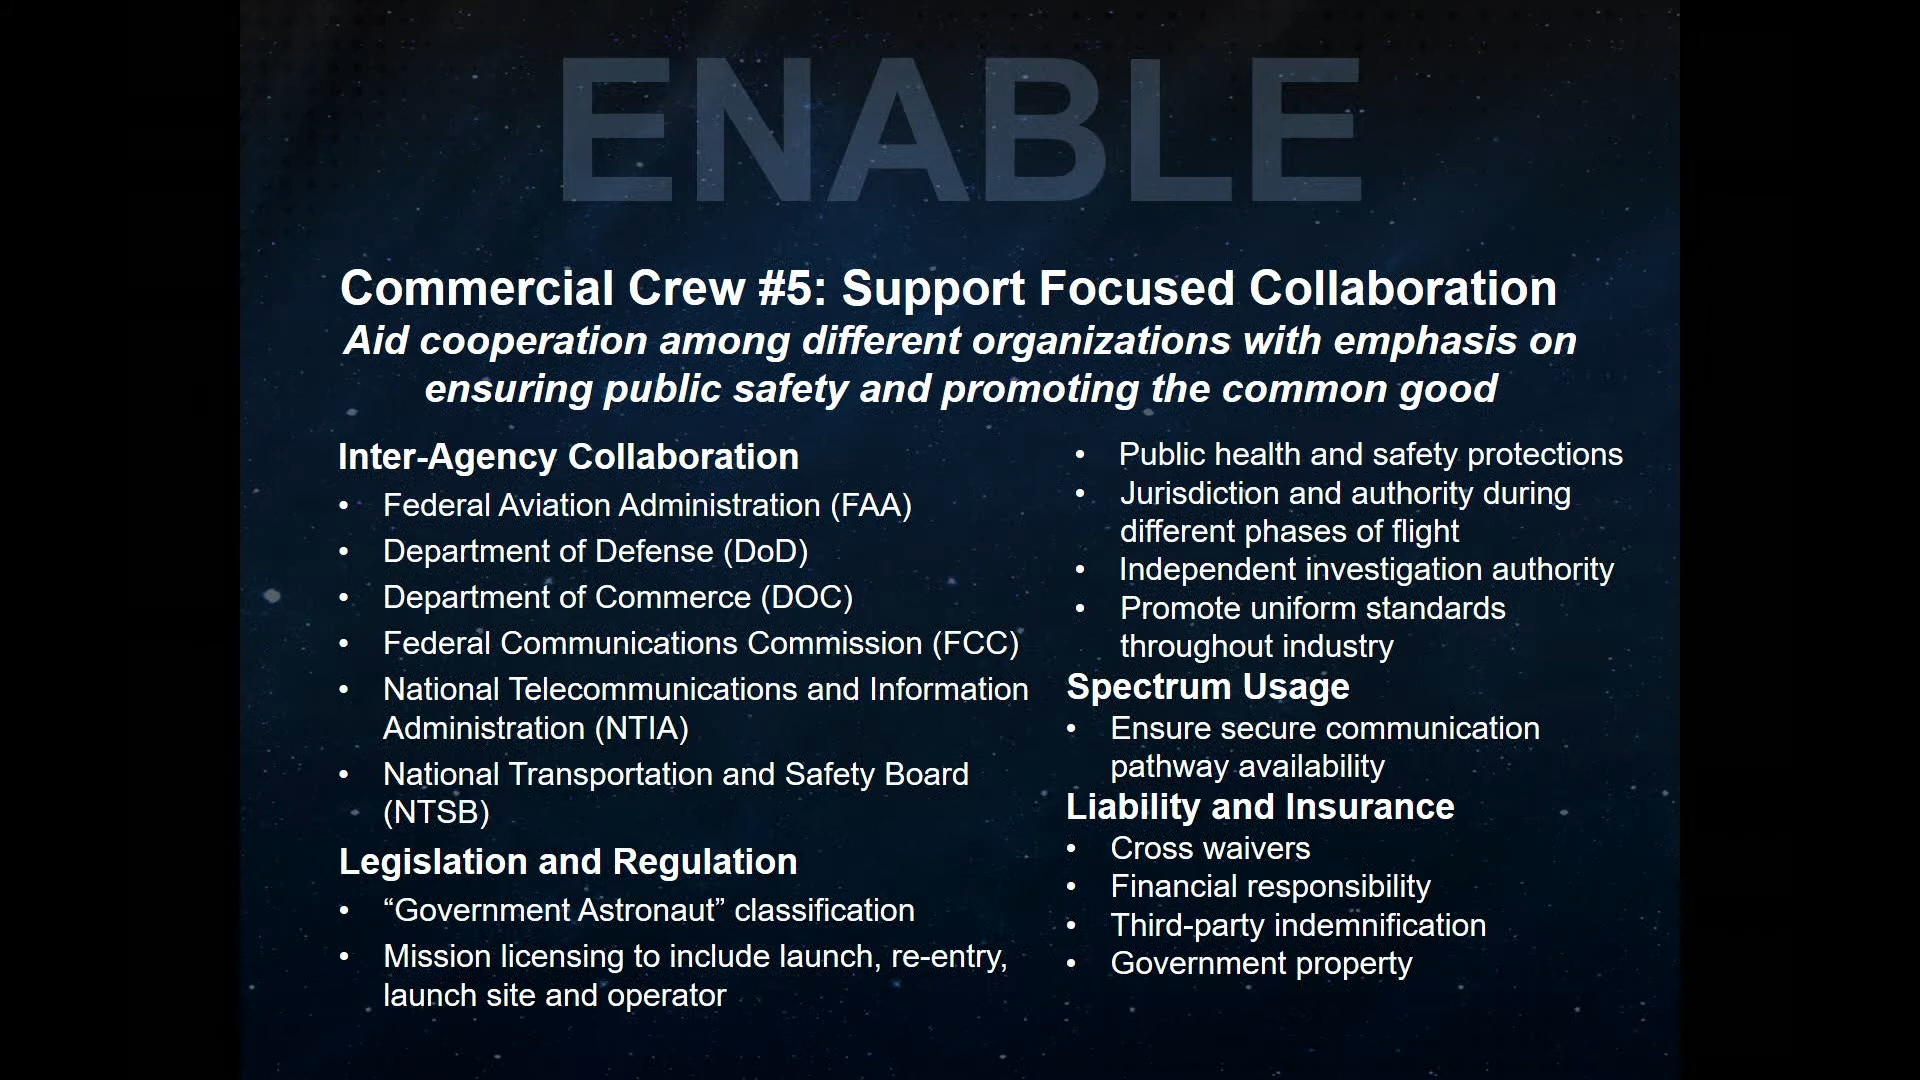 ENABLE
Commercial Crew #5: Support Focused Collaboration
Aid cooperation among different organizations with emphasis on
ensuring public safety and promoting the common good
Inter-Agency Collaboration
• Federal Aviation Administration (FAA)
• Department of Defense (DoD)
• Department of Commerce (DOC)
• Federal Communications Commission (FCC)
• National Telecommunications and Information
Administration (NTIA)
• National Transportation and Safety Board
(NTSB)
Legislation and Regulation
• “Government Astronaut” classification
• Mission licensing to include launch, re-entry,
launch site and operator
• Public health and safety protections
• Jurisdiction and authority during
different phases of flight
• Independent investigation authority
• Promote uniform standards
throughout industry
Spectrum Usage
• Ensure secure communication
pathway availability
Liability and Insurance
• Cross waivers
• Financial responsibility
• Third-party indemnification
• Government property